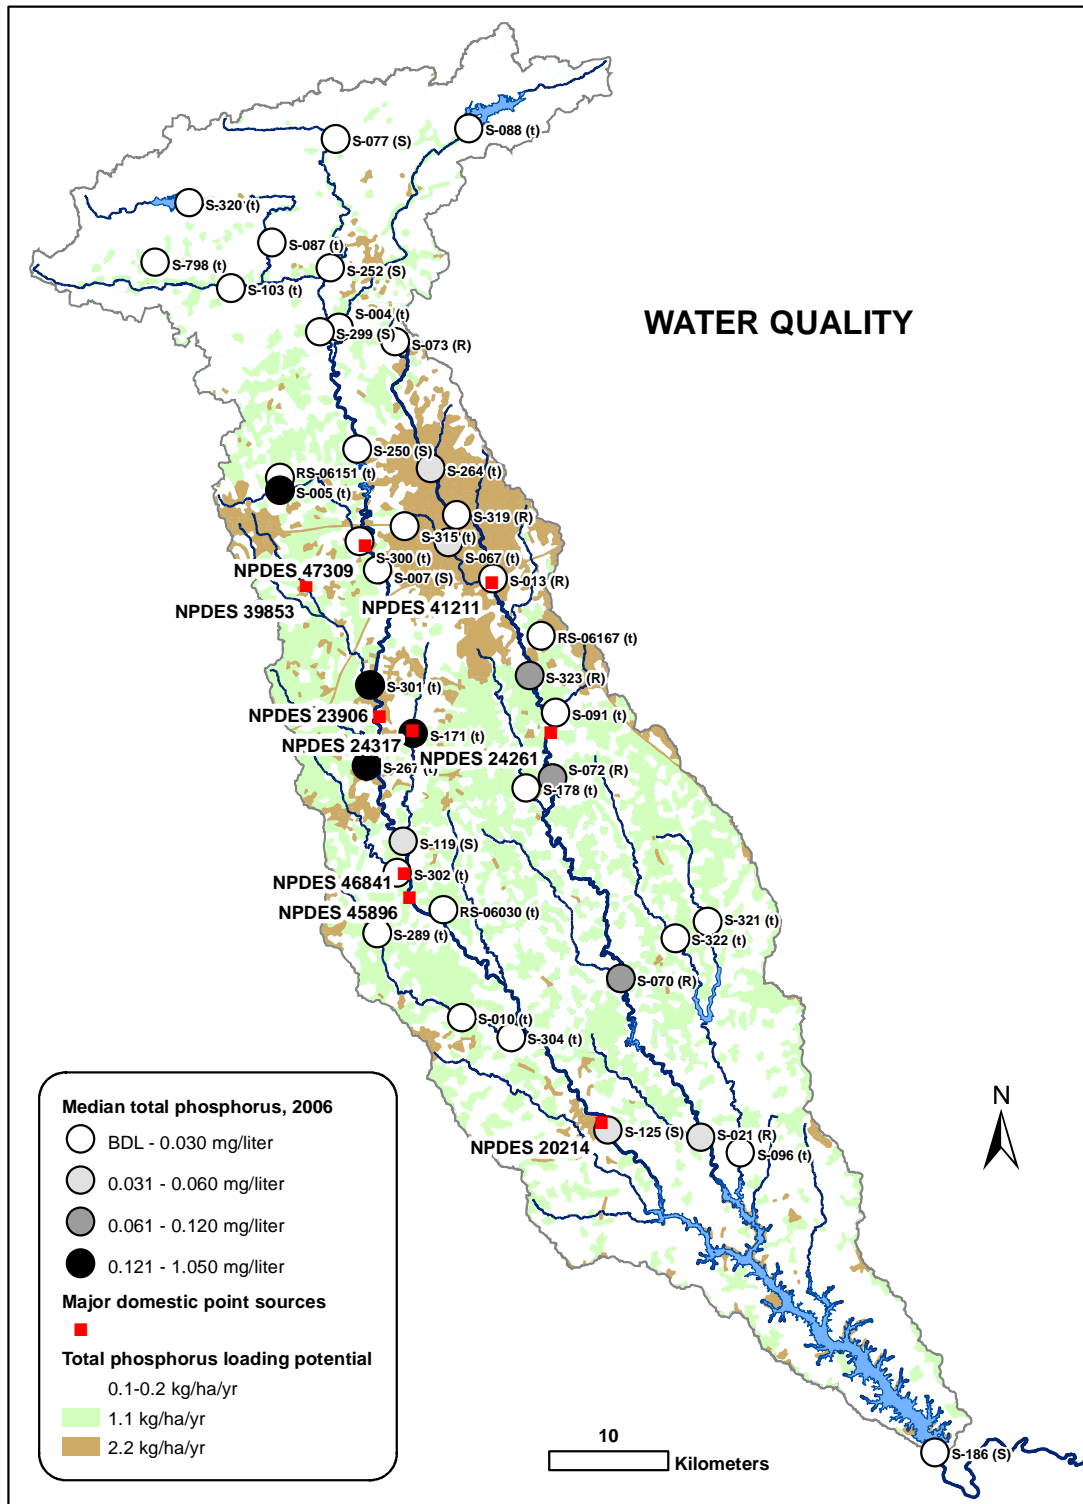 S-077 (S)
S-088 (t)
S-320 (t)
S-087 (t)
S-798 (t)
S-252 (S)
S-103 (t)
S-004 (t)
WATER QUALITY
S-299 (S)
S-073 (R)
S-250 (S)
RS-06151 (t)
S-264 (t)
S-005 (t)
S-319 (R)
S-315 (t)
S-300 (t)
S-067 (t)
NPDES 47309
S-007 (S)
S-013 (R)
NPDES 39853
NPDES 41211
RS-06167 (t)
S-323 (R)
S-301 (t)
NPDES 23906
S-091 (t)
S-171 (t)
NPDES 24317
NPDES 24261
S-267 (t)
S-072 (R)
S-178 (t)
S-119 (S)
S-302 (t)
NPDES 46841
NPDES 45896
RS-06030 (t)
S-321 (t)
S-289 (t)
S-322 (t)
S-070 (R)
S-010 (t)
S-304 (t)
S-125 (S)
S-021 (R)
NPDES 20214
S-096 (t)
N
Median total phosphorus, 2006
BDL - 0.030 mg/liter
0.031 - 0.060 mg/liter
0.061 - 0.120 mg/liter
0.121 - 1.050 mg/liter
Major domestic point sources
Total phosphorus loading potential
0.1-0.2 kg/ha/yr
1.1 kg/ha/yr
2.2 kg/ha/yr
10
Kilometers
S-186 (S)